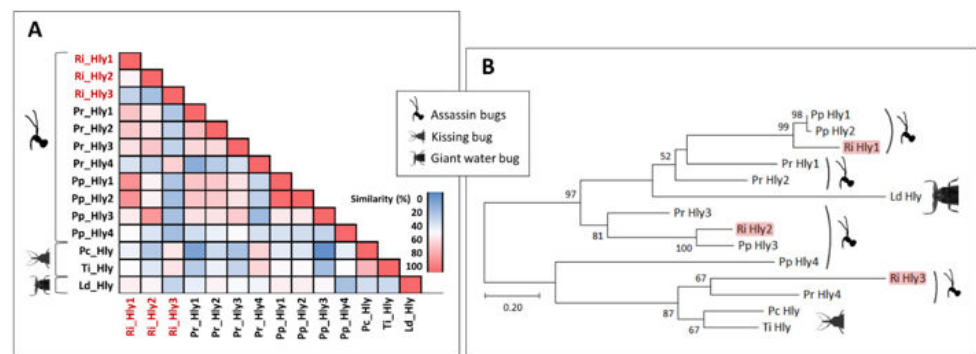 A
Ri_Hly1
Ri_Hly2
Ri_Hly3
Pr_Hly1
Pr_Hly2
Pr_Hly3
Pr_Hly4
Pp_Hly1
Pp_Hly2
Pp_Hly3
Pp_Hly4
Pc_Hly
Ti_Hly
Ld_Hly
Similarity (%)
0
20
40
60
80
100
Ri_Hly1
Ri_Hly2
Ri_Hly3
Pr_Hly1
Pr_Hly2
Pr_Hly3
Pr_Hly4
Pp_Hly1
Pp_Hly2
Pp_Hly3
Pp_Hly4
Pc_Hly
Ti_Hly
Ld_Hly
Assassin bugs
Kissing bug
Giant water bug
B
98 Pp Hly1
99 Pp Hly2
Ri Hly1
52 Pr Hly1
Pr Hly2
97 Ld Hly
Pr Hly3
81 Ri Hly2
100 Pp Hly3
Pp Hly4
67 Ri Hly3
Pr Hly4
87 Pc Hly
67 Ti Hly
0.20